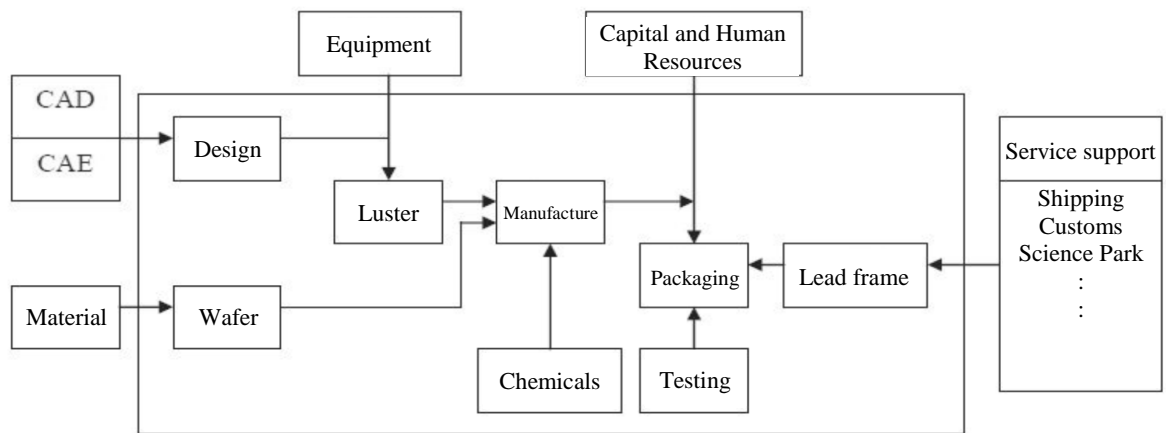 Equipment
Capital and Human
Resources
CAD
CAE
Design
Service support
Luster
Manufacture
Shipping
Customs
Science Park
:
:
Packaging
Lead frame
Material
Wafer
Chemicals
Testing